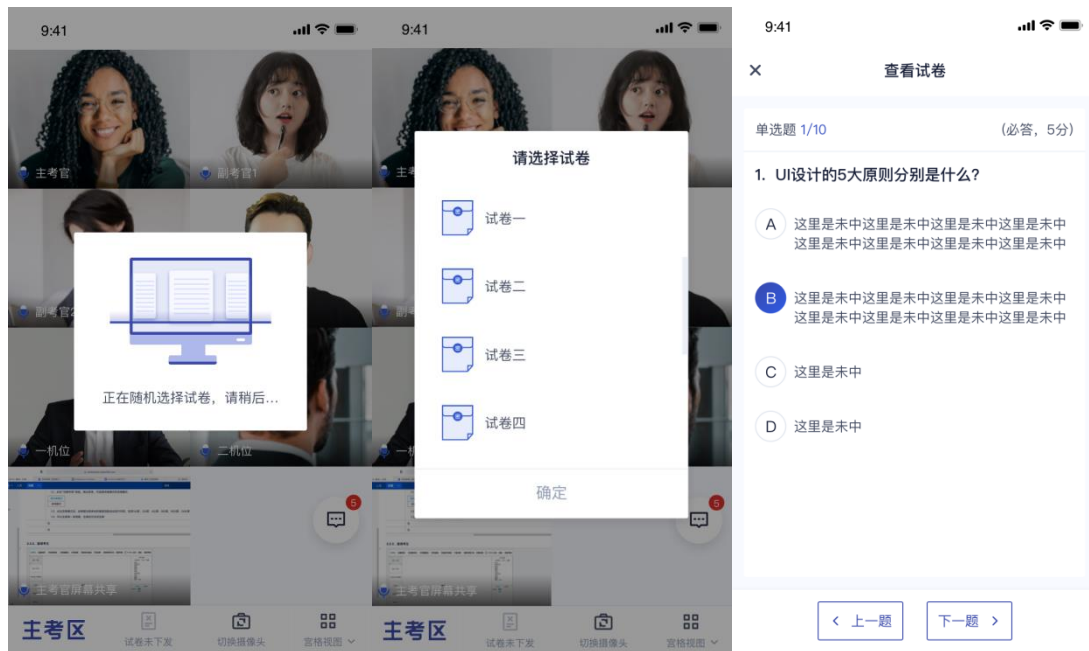 9:41
主考官
副考官1
副考官2
正在随机选择试卷，请稍后...
一机位
二机位
5
主考官屏幕共享
主考区
试卷未下发
切换摄像头
宫格视图
9:41
请选择试卷
试卷一
试卷二
试卷三
试卷四
确定
5
主考官屏幕共享
主考区
试卷未下发
切换摄像头
宫格视图
9:41
查看试卷
单选题 1/10
(必答，5分)
1. UI设计的5大原则分别是什么?
A
这里是未中这里是未中这里是未中这里是未中
这里是未中这里是未中这里是未中这里是未中
B
这里是未中这里是未中这里是未中这里是未中
这里是未中这里是未中这里是未中这里是未中
C
这里是未中
D
这里是未中
上一题
下一题